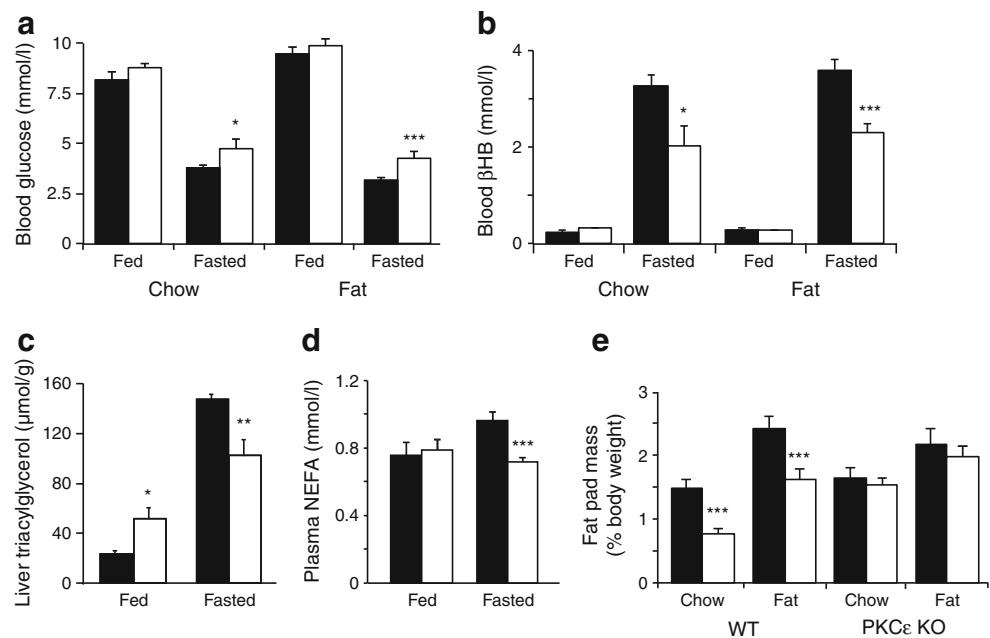 a
Blood glucose (mmol/l)
10
7.5
5
2.5
0
*
***
Fed
Fasted
Fed
Fasted
Chow
Fat
b
Blood βHB (mmol/l)
4
2
0
*
***
Fed
Fasted
Fed
Fasted
Chow
Fat
c
Liver triacylglycerol (μmol/g)
160
120
80
40
0
*
**
Fed
Fasted
d
Plasma NEFA (mmol/l)
1.2
0.8
0.4
0
***
Fed
Fasted
e
Fat pad mass
(% body weight)
3
2
1
0
***
***
Chow
Fat
Chow
Fat
WT
PKCε KO